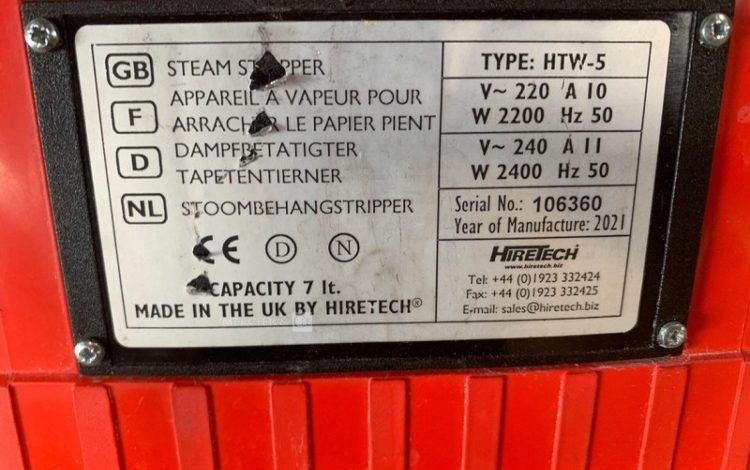 GB STEAM STRIPPER
F APPAREIL A VAPEUR POUR
ARRACHER LE PAPIER PIENT
D DAMPFBETATIGTER
TAPETENTIERNER
NL STOOMBEHANGSTRIPPER
CE D N
CAPACITY 7 lt.
MADE IN THE UK BY HIRETECH®
TYPE: HTW-5
V~ 220 A 10
W 2200 Hz 50
V~ 240 A 11
W 2400 Hz 50
Serial No.: 106360
Year of Manufacture: 2021
HIRETECH
www.hiretech.biz
Tel: +44 (0)1923 332424
Fax: +44 (0)1923 332425
E-mail: sales@hiretech.biz